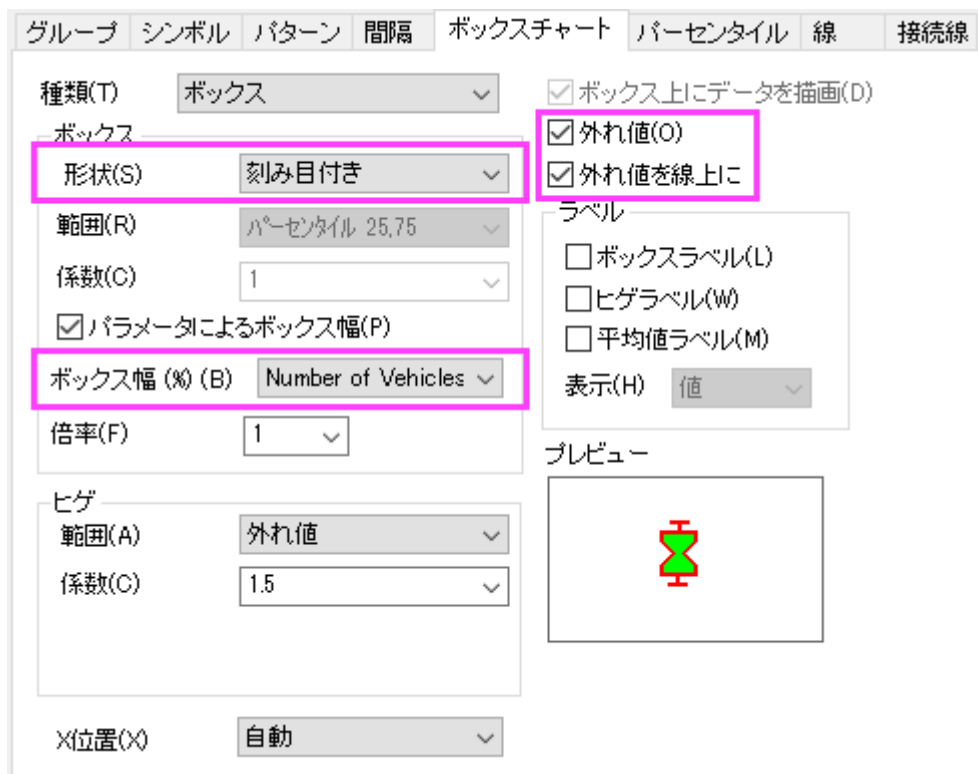 グループ シンボル パターン 間隔 ボックスチャート パーセンタイル 線 接続線
種類(T) ボックス
ボックス上にデータを描画(D)
ボックス
外れ値(O)
形状(S) 刻み目付き
外れ値を線上に
範囲(R) パーセンタイル 25,75
ラベル
係数(C) 1
ボックスラベル(L)
ヒゲラベル(W)
パラメータによるボックス幅(P)
平均値ラベル(M)
ボックス幅 (%) (B) Number of Vehicles
表示(H) 値
倍率(F) 1
プレビュー
ヒゲ
範囲(A) 外れ値
係数(C) 1.5
X位置(X) 自動